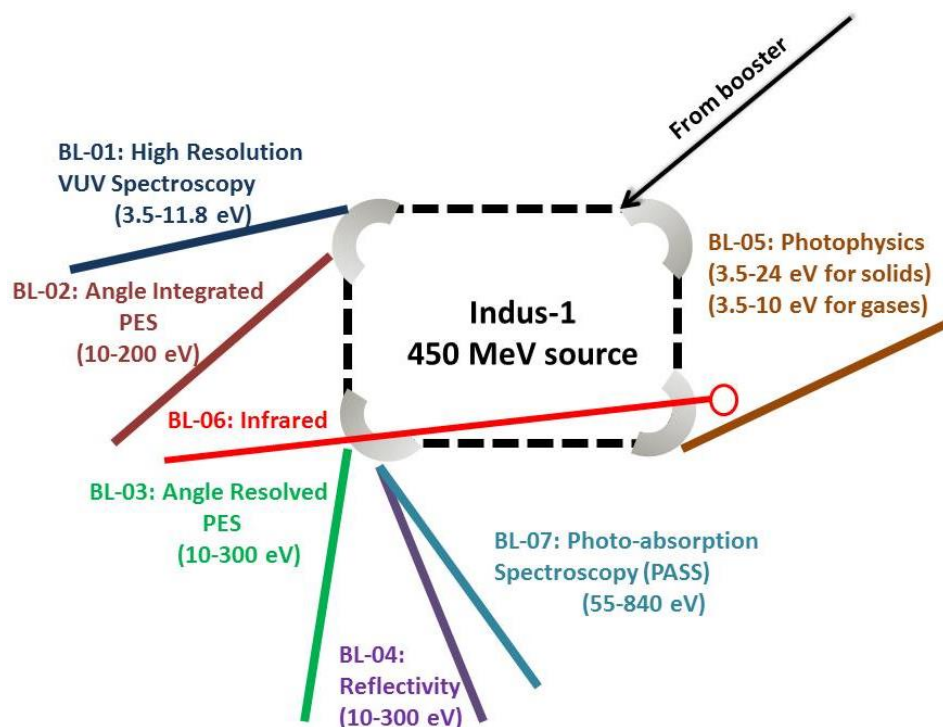 From booster
BL-01: High Resolution
VUV Spectroscopy
(3.5-11.8 eV)
BL-05: Photophysics
(3.5-24 eV for solids)
(3.5-10 eV for gases)
BL-02: Angle Integrated
PES
(10-200 eV)
Indus-1
450 MeV source
BL-06: Infrared
BL-03: Angle Resolved
PES
(10-300 eV)
BL-07: Photo-absorption
Spectroscopy (PASS)
(55-840 eV)
BL-04:
Reflectivity
(10-300 eV)